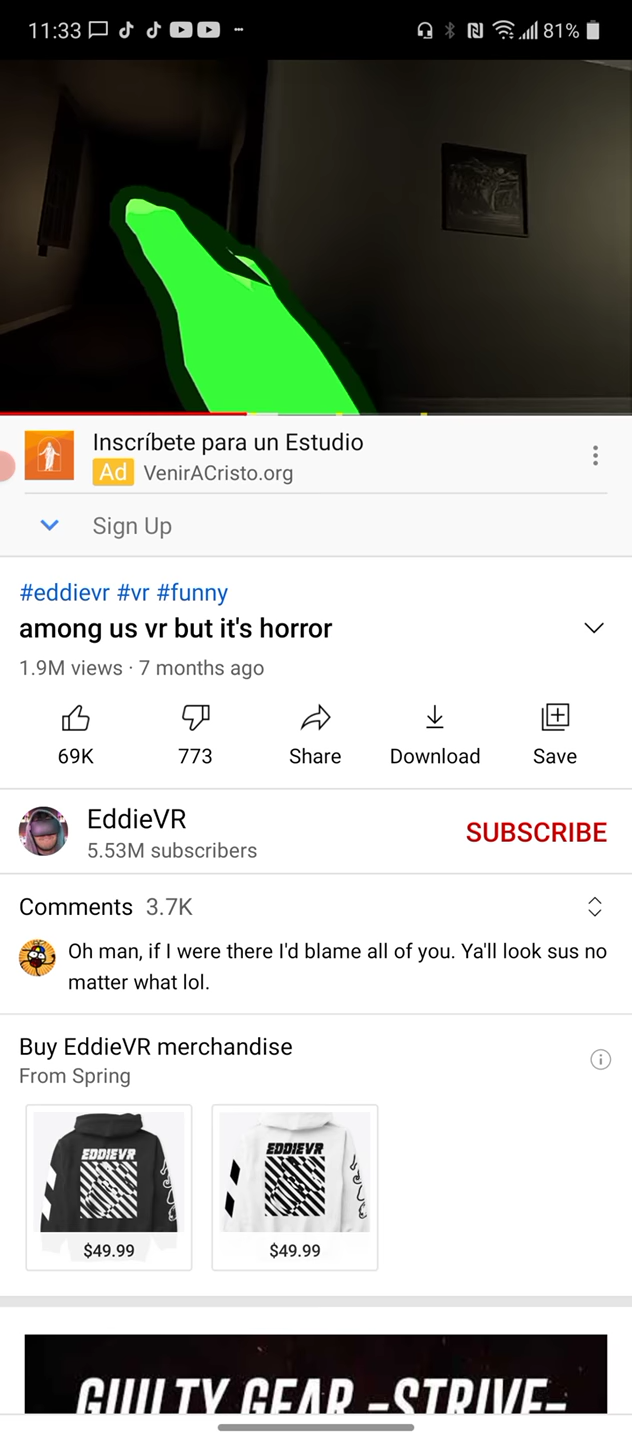 11:33
81%
Inscríbete para un Estudio
Ad VenirACristo.org
Sign Up
#eddievr #vr #funny
among us vr but it's horror
1.9M views · 7 months ago
69K 773 Share Download Save
EddieVR
5.53M subscribers
SUBSCRIBE
Comments 3.7K
Oh man, if I were there I'd blame all of you. Ya'll look sus no
matter what lol.
Buy EddieVR merchandise
From Spring
EDDIEVR EDDIEVR
$49.99 $49.99
GUILTY GEAR -STRIVE-